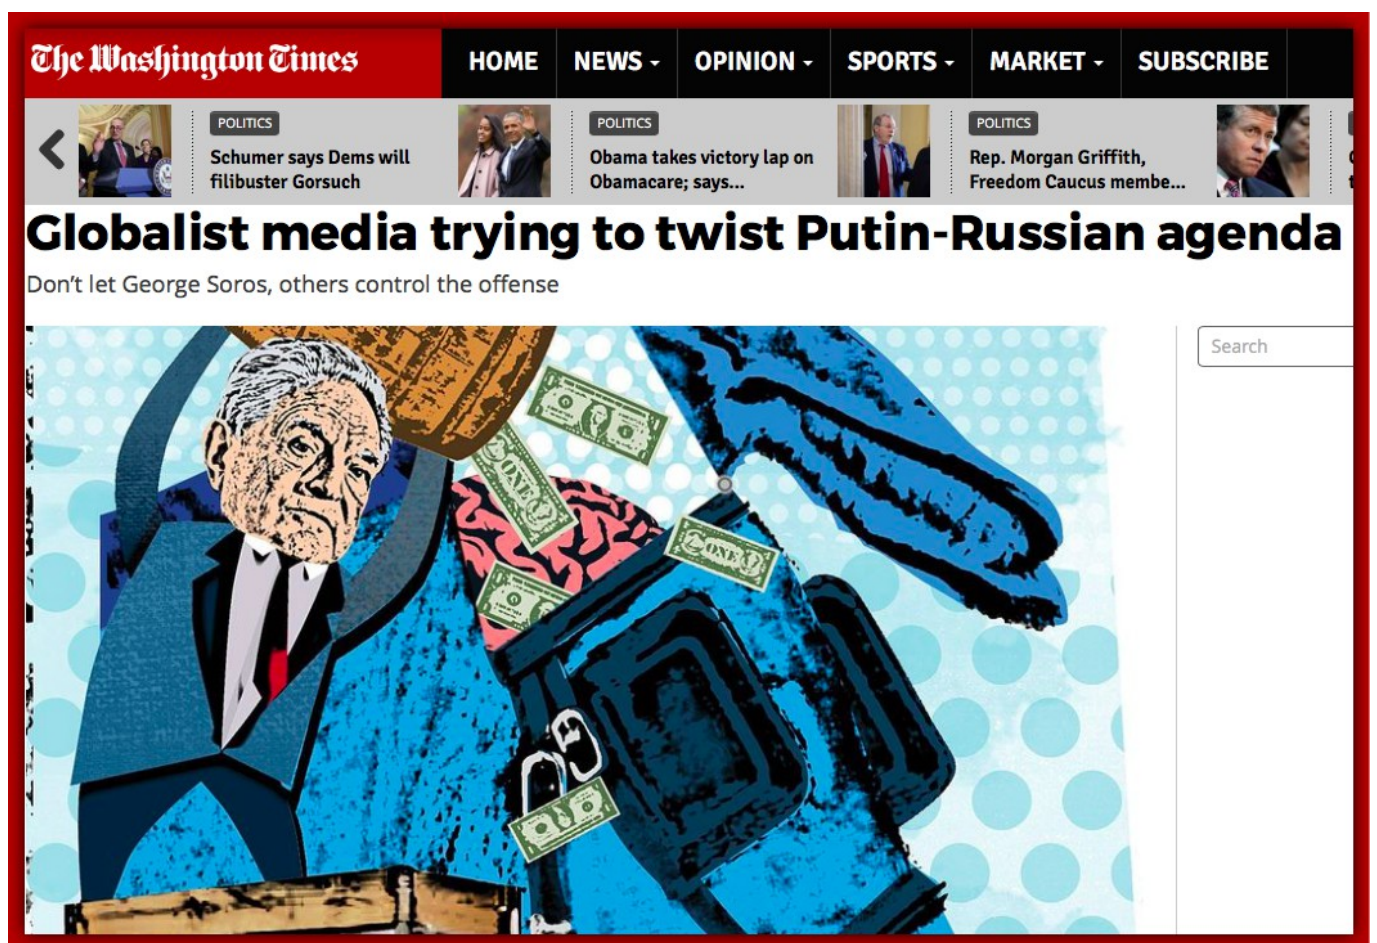 The Washington Times
HOME
NEWS
OPINION
SPORTS
MARKET
SUBSCRIBE
POLITICS
Schumer says Dems will
filibuster Gorsuch
POLITICS
Obama takes victory lap on
Obamacare; says...
POLITICS
Rep. Morgan Griffith,
Freedom Caucus membe...
Globalist media trying to twist Putin-Russian agenda
Don't let George Soros, others control the offense
Search
ONE
ONE